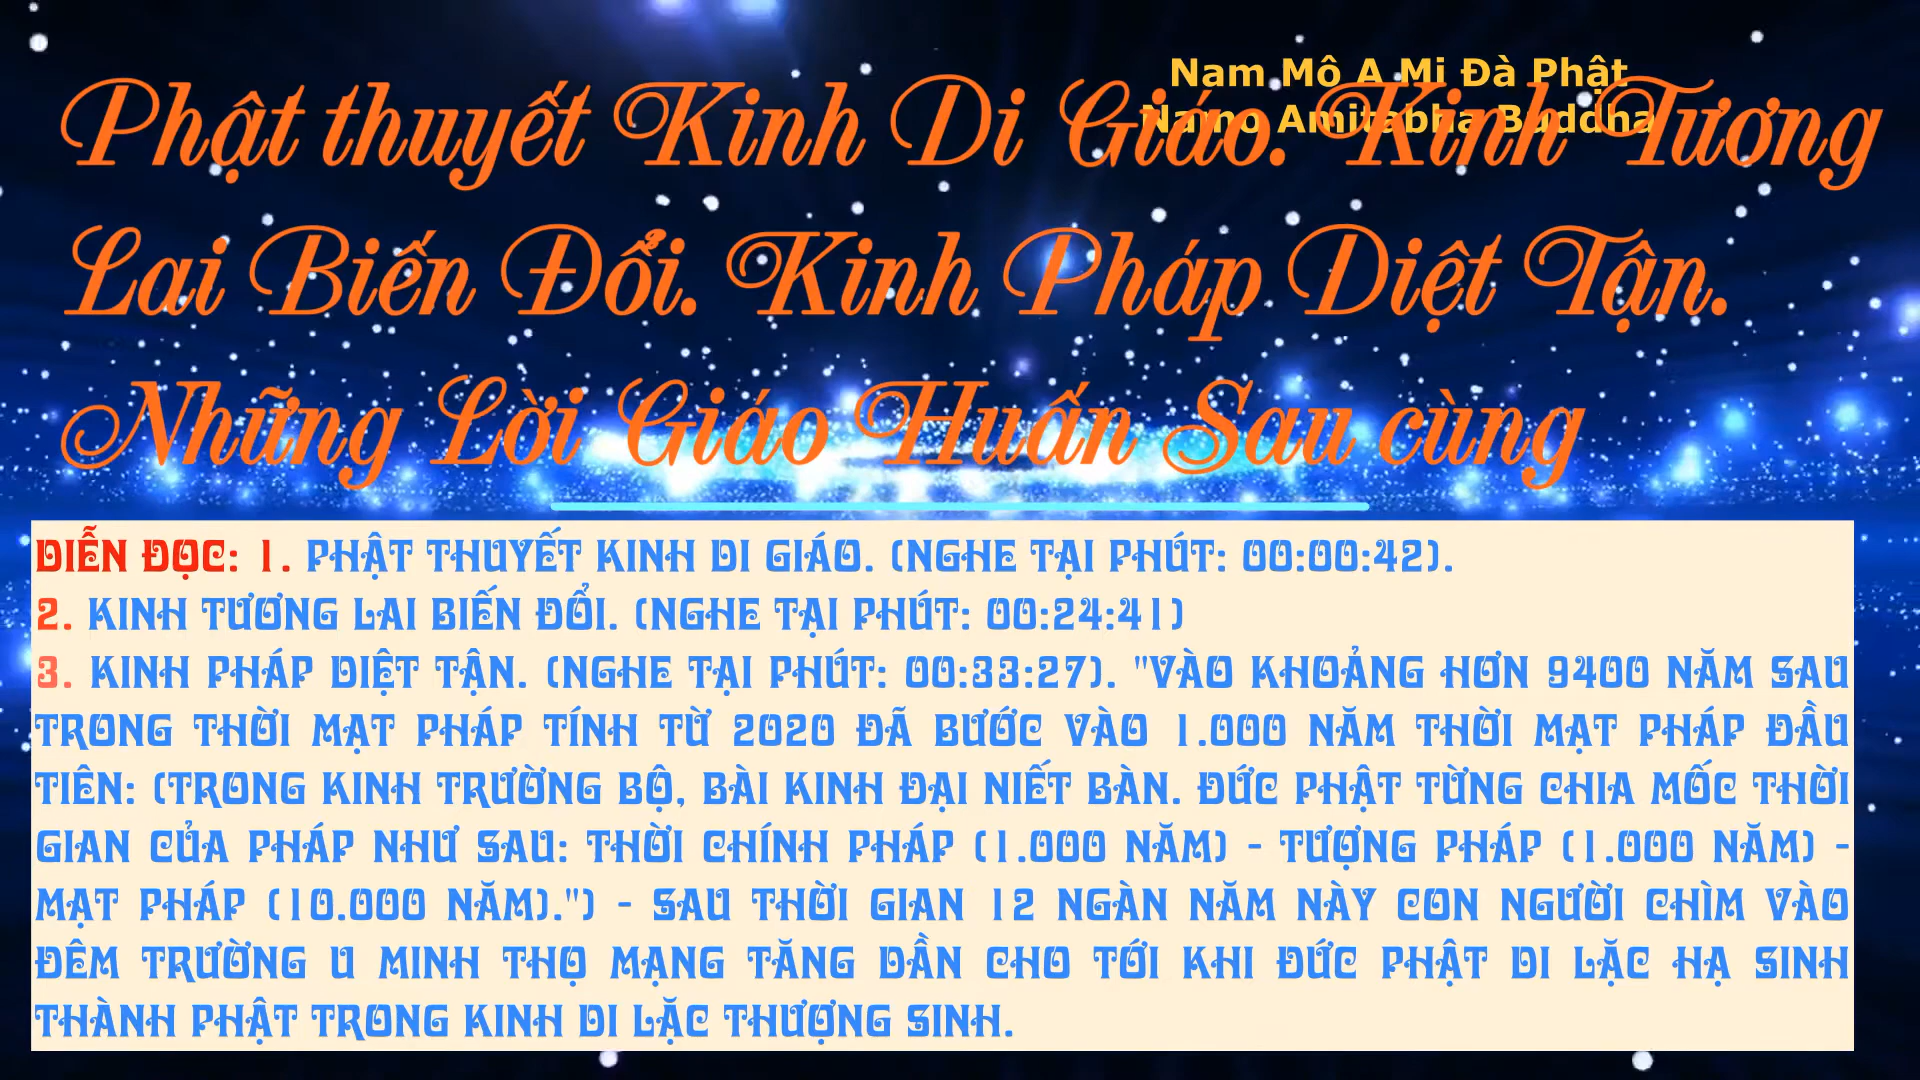 Nam Mô A Mi Đà Phật
Namo Amitabha Buddha
Phật thuyết Kinh Di Giáo. Kinh Tương
Lai Biến Đổi. Kinh Pháp Diệt Tận.
Những Lời Giáo Huấn Sau cùng
DIỄN ĐỌC: 1. PHẬT THUYẾT KINH DI GIÁO. (NGHE TẠI PHÚT: 00:00:42).
2. KINH TƯƠNG LAI BIẾN ĐỔI. (NGHE TẠI PHÚT: 00:24:41)
3. KINH PHÁP DIỆT TẬN. (NGHE TẠI PHÚT: 00:33:27). "VÀO KHOẢNG HƠN 9400 NĂM SAU
TRONG THỜI MẠT PHÁP TÍNH TỪ 2020 ĐÃ BƯỚC VÀO 1.000 NĂM THỜI MẠT PHÁP ĐẦU
TIÊN: (TRONG KINH TRƯỜNG BỘ, BÀI KINH ĐẠI NIẾT BÀN. ĐỨC PHẬT TỪNG CHIA MỐC THỜI
GIAN CỦA PHÁP NHƯ SAU: THỜI CHÍNH PHÁP (1.000 NĂM) - TƯỢNG PHÁP (1.000 NĂM) -
MẠT PHÁP (10.000 NĂM).") - SAU THỜI GIAN 12 NGÀN NĂM NÀY CON NGƯỜI CHÌM VÀO
ĐÊM TRƯỜNG U MINH THỌ MẠNG TĂNG DẦN CHO TỚI KHI ĐỨC PHẬT DI LẶC HẠ SINH
THÀNH PHẬT TRONG KINH DI LẶC THƯỢNG SINH.